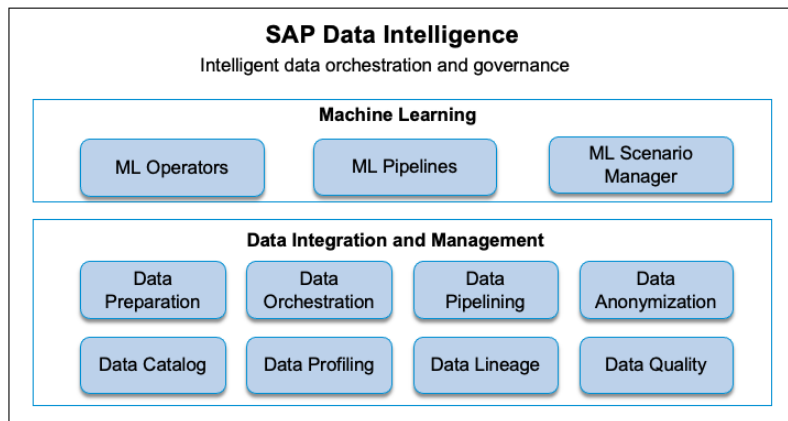 SAP Data Intelligence
Intelligent data orchestration and governance
Machine Learning
ML Operators
ML Pipelines
ML Scenario
Manager
Data Integration and Management
Data
Preparation
Data
Orchestration
Data
Pipelining
Data
Anonymization
Data Catalog
Data Profiling
Data Lineage
Data Quality